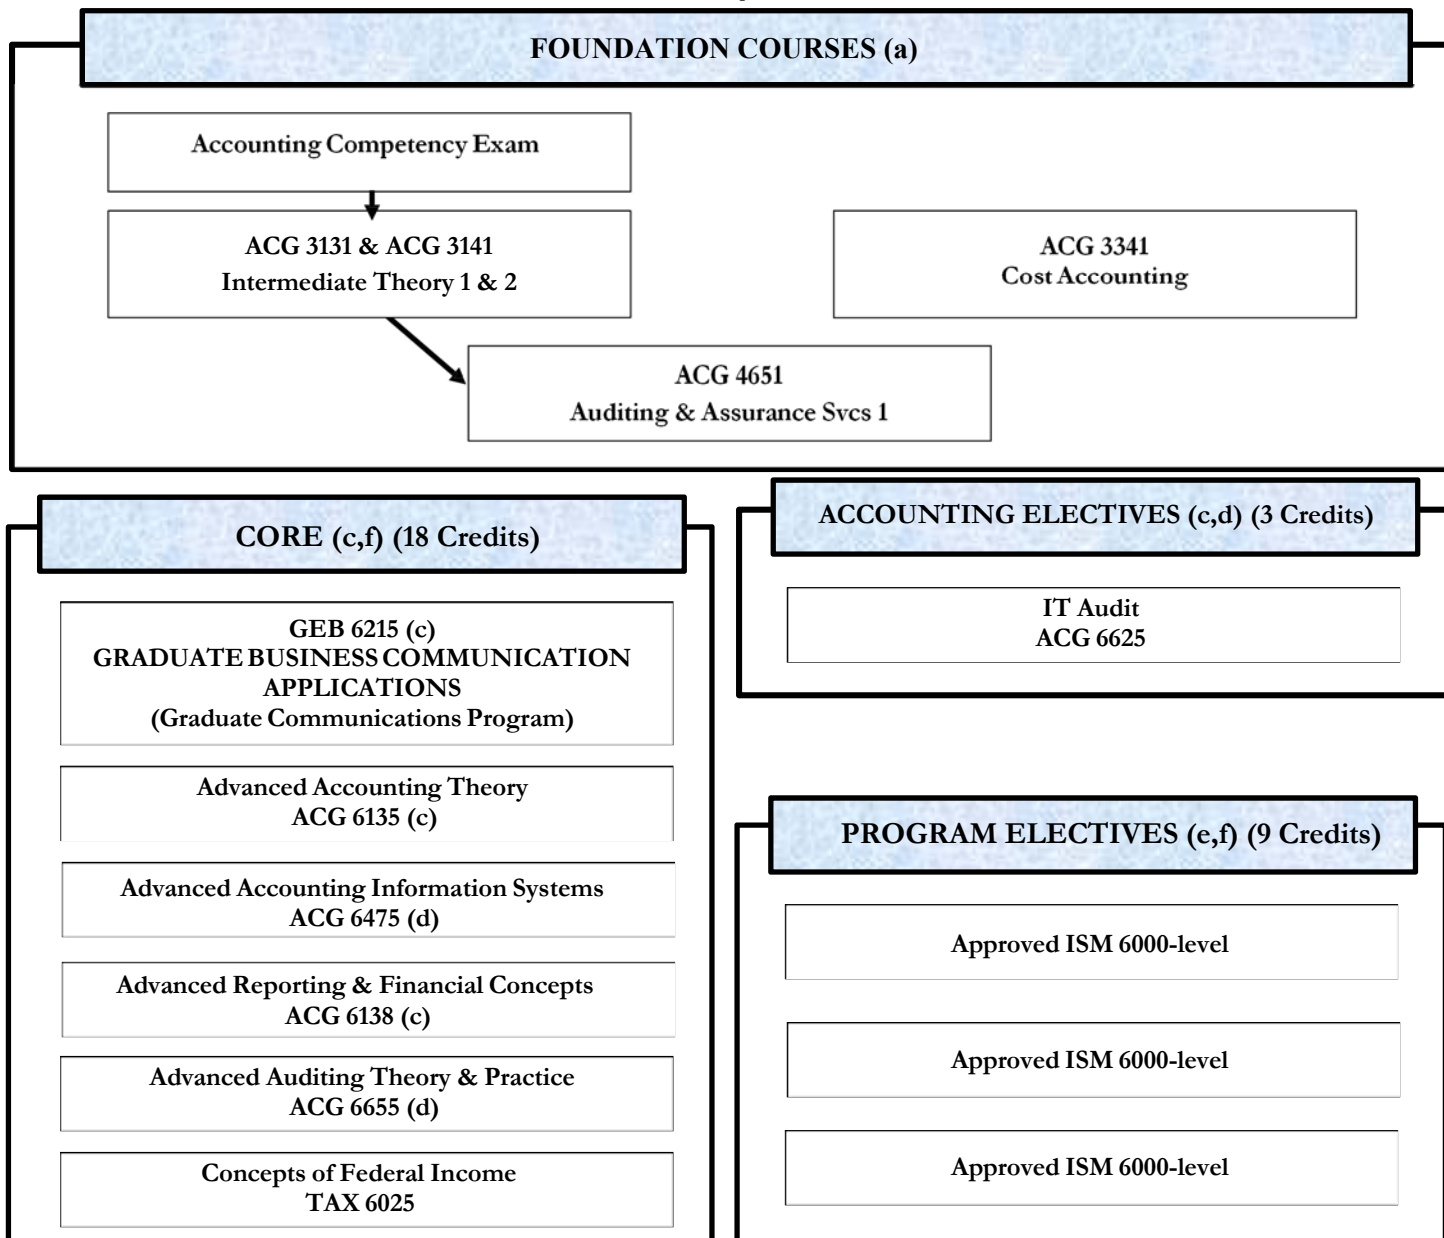 FOUNDATION COURSES (a)
Accounting Competency Exam
ACG 3131 & ACG 3141
Intermediate Theory 1 & 2
ACG 3341
Cost Accounting
ACG 4651
Auditing & Assurance Svcs 1
CORE (c,f) (18 Credits)
GEB 6215 (c)
GRADUATE BUSINESS COMMUNICATION
APPLICATIONS
(Graduate Communications Program)
Advanced Accounting Theory
ACG 6135 (c)
Advanced Accounting Information Systems
ACG 6475 (d)
Advanced Reporting & Financial Concepts
ACG 6138 (c)
Advanced Auditing Theory & Practice
ACG 6655 (d)
Concepts of Federal Income
TAX 6025
ACCOUNTING ELECTIVES (c,d) (3 Credits)
IT Audit
ACG 6625
PROGRAM ELECTIVES (e,f) (9 Credits)
Approved ISM 6000-level
Approved ISM 6000-level
Approved ISM 6000-level